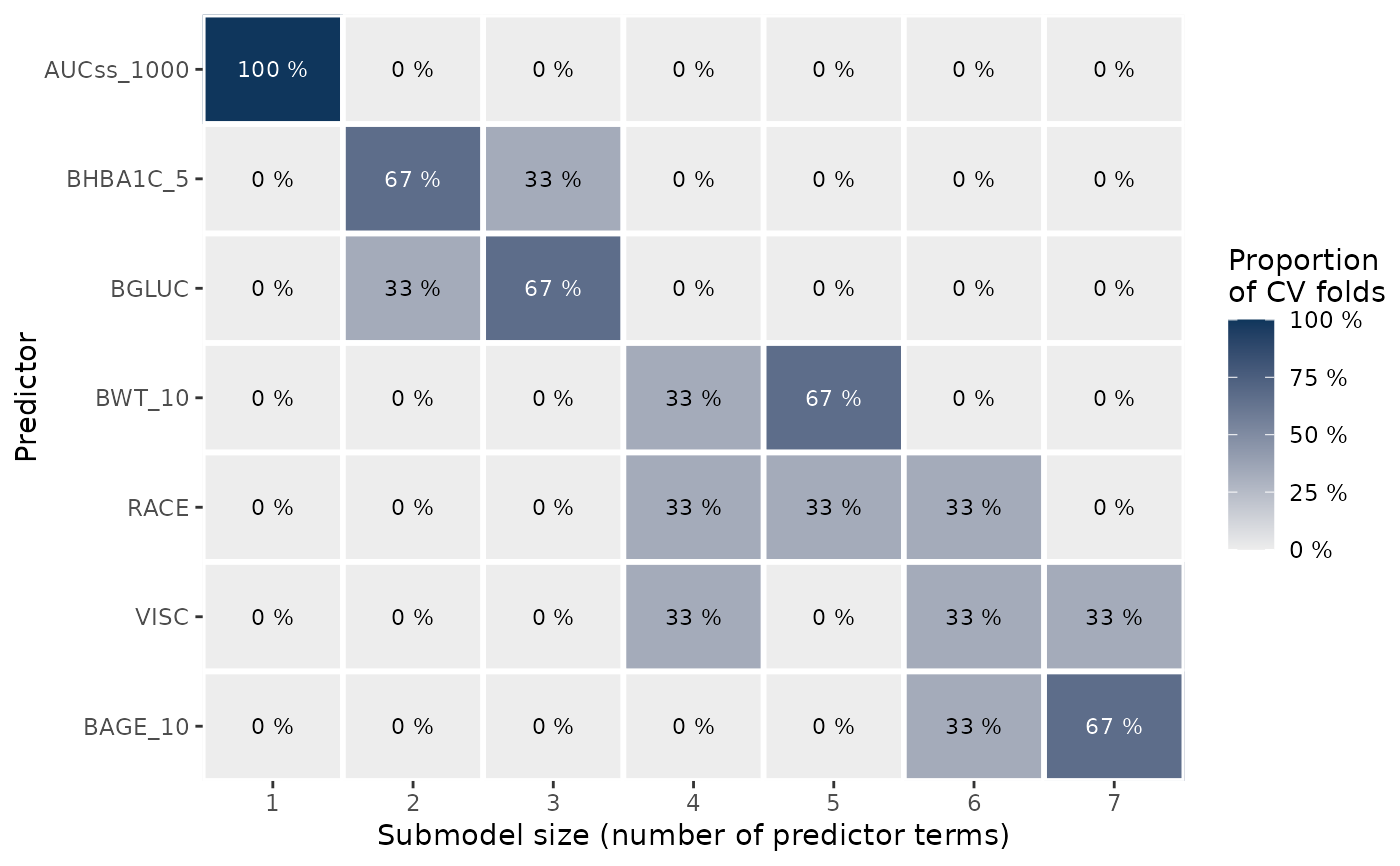 AUCss_1000 100 % 0 % 0 % 0 % 0 % 0 % 0 %
BHBA1C_5 0 % 67 % 33 % 0 % 0 % 0 % 0 %
BGLUC 0 % 33 % 67 % 0 % 0 % 0 % 0 %
BWT_10 0 % 0 % 0 % 33 % 67 % 0 % 0 %
RACE 0 % 0 % 0 % 33 % 33 % 33 % 0 %
VISC 0 % 0 % 0 % 33 % 0 % 33 % 33 %
BAGE_10 0 % 0 % 0 % 0 % 0 % 33 % 67 %
1 2 3 4 5 6 7
Submodel size (number of predictor terms)
Predictor
Proportion
of CV folds
100 %
75 %
50 %
25 %
0 %